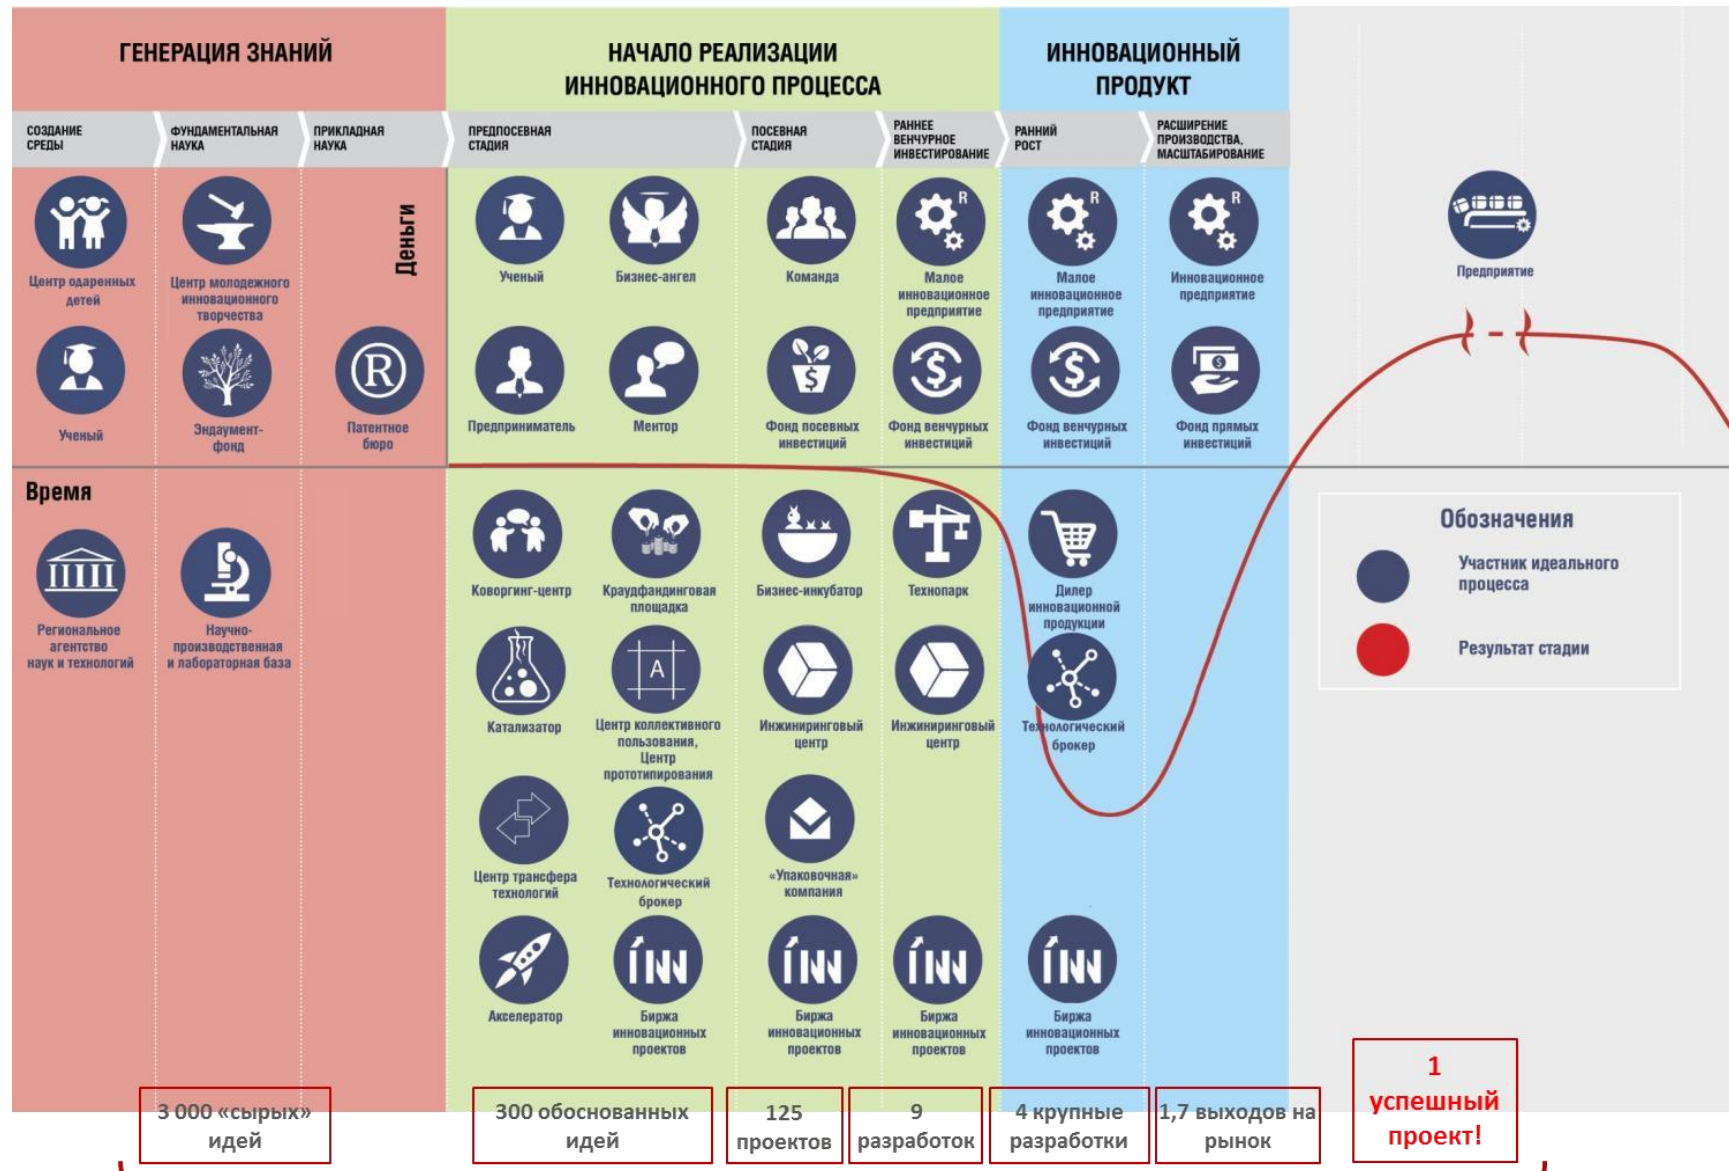 ГЕНЕРАЦИЯ ЗНАНИЙ
НАЧАЛО РЕАЛИЗАЦИИ
ИННОВАЦИОННОГО ПРОЦЕССА
ИННОВАЦИОННЫЙ
ПРОДУКТ
СОЗДАНИЕ
СРЕДЫ
ФУНДАМЕНТАЛЬНАЯ
НАУКА
ПРИКЛАДНАЯ
НАУКА
ПРЕДПОСЕВНАЯ
СТАДИЯ
ПОСЕВНАЯ
СТАДИЯ
РАННЕЕ
ВЕНЧУРНОЕ
ИНВЕСТИРОВАНИЕ
РАННИЙ
РОСТ
РАСШИРЕНИЕ
ПРОИЗВОДСТВА,
МАСШТАБИРОВАНИЕ
Центр одаренных
детей
Центр молодежного
инновационного
творчества
Деньги
Ученый
Бизнес-ангел
Команда
R
Малое
инновационное
предприятие
R
Малое
инновационное
предприятие
R
Инновационное
предприятие
Предприятие
Ученый
Эндаумент-
фонд
R
Патентное
бюро
Предприниматель
Ментор
$
Фонд посевных
инвестиций
$
Фонд венчурных
инвестиций
$
Фонд венчурных
инвестиций
$
Фонд прямых
инвестиций
Время
Региональное
агентство
наук и технологий
Научно-
производственная
и лабораторная база
Коворгинг-центр
Краудфандинговая
площадка
Бизнес-инкубатор
Технопарк
Дилер
инновационной
продукции
Катализатор
A
Центр коллективного
пользования,
Центр
прототипирования
Инжиниринговый
центр
Инжиниринговый
центр
Технологический
брокер
Центр трансфера
технологий
Технологический
брокер
«Упаковочная»
компания
Акселератор
INN
Биржа
инновационных
проектов
INN
Биржа
инновационных
проектов
INN
Биржа
инновационных
проектов
INN
Биржа
инновационных
проектов
Обозначения
Участник идеального
процесса
Результат стадии
3 000 «сырых»
идей
300 обоснованных
идей
125
проектов
9
разработок
4 крупные
разработки
1,7 выходов на
рынок
1
успешный
проект!